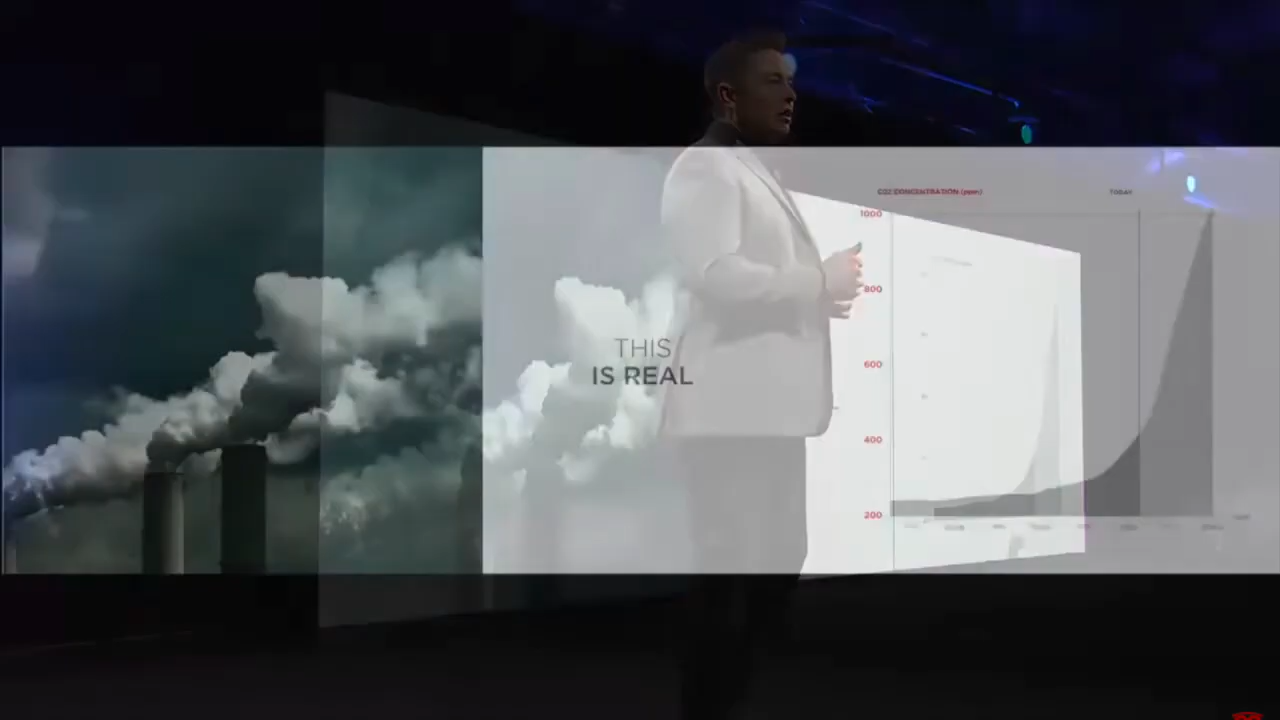 CO2 CONCENTRATION (ppm)
TODAY
1000
800
THIS
IS REAL
600
400
200